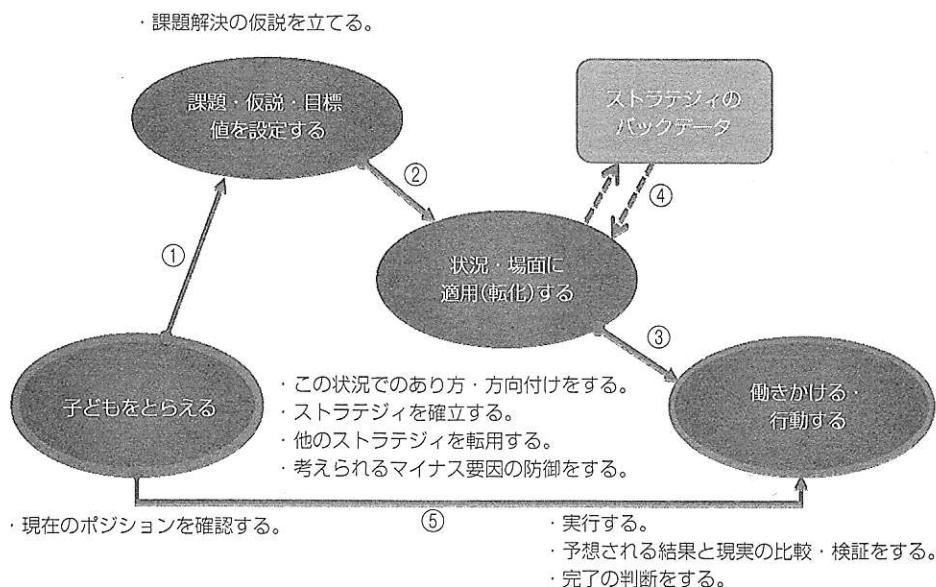 ・課題解決の仮説を立てる。
課題・仮説・目標
値を設定する
ストラテジィの
バックデータ
②
④
①
状況・場面に
適用(転化)する
③
子どもをとらえる
・この状況でのあり方・方向付けをする。
・ストラテジィを確立する。
・他のストラテジィを転用する。
・考えられるマイナス要因の防御をする。
働きかける・
行動する
・現在のポジションを確認する。
⑤
・実行する。
・予想される結果と現実の比較・検証をする。
・完了の判断をする。